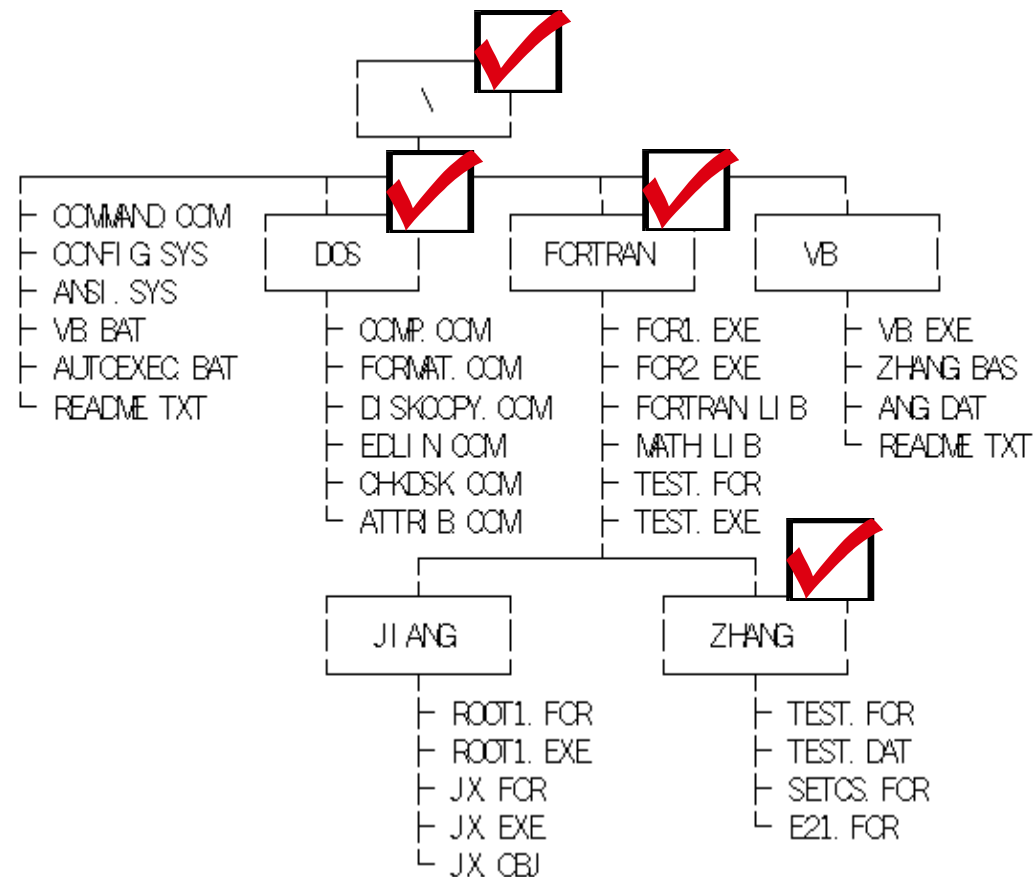 \
DOS
FORTRAN
VB
COMMAND.COM
CONFIG.SYS
ANSI.SYS
VB.BAT
AUTOEXEC.BAT
README.TXT
COMP.COM
FORMAT.COM
DISKCOPY.COM
EDLIN.COM
CHKDSK.COM
ATTRIB.COM
FOR1.EXE
FOR2.EXE
FORTRAN.LIB
MATH.LIB
TEST.FOR
TEST.EXE
VB.EXE
ZHANG.BAS
ANG.DAT
README.TXT
JIANG
ZHANG
ROOT1.FOR
ROOT1.EXE
JX.FOR
JX.EXE
JX.OBJ
TEST.FOR
TEST.DAT
SETCS.FOR
E21.FOR